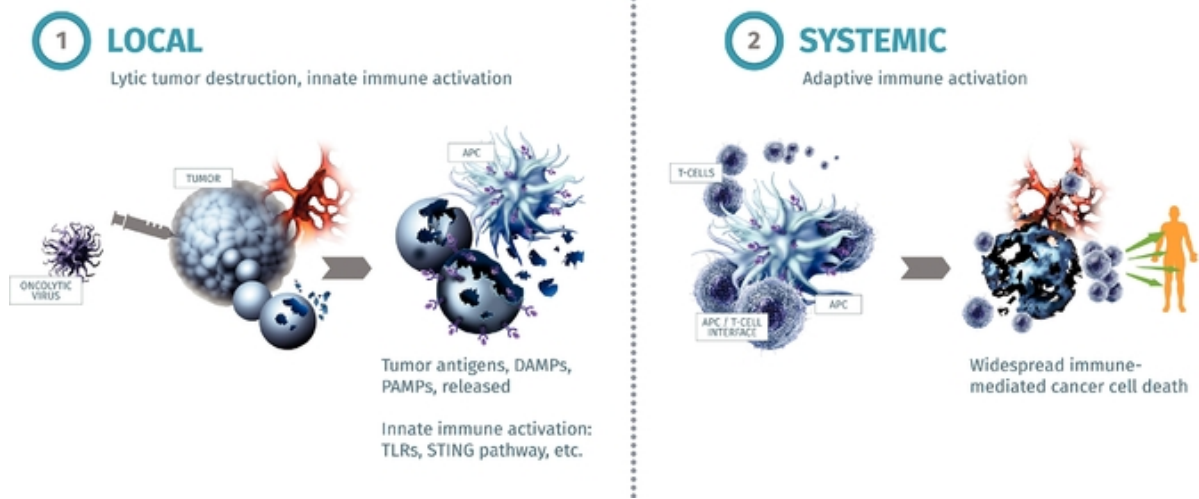 1 LOCAL
Lytic tumor destruction, innate immune activation
ONCOLYTIC
VIRUS
TUMOR
APC
Tumor antigens, DAMPs,
PAMPs, released
Innate immune activation:
TLRs, STING pathway, etc.
2 SYSTEMIC
Adaptive immune activation
T-CELLS
APC / T-CELL
INTERFACE
APC
Widespread immune-
mediated cancer cell death